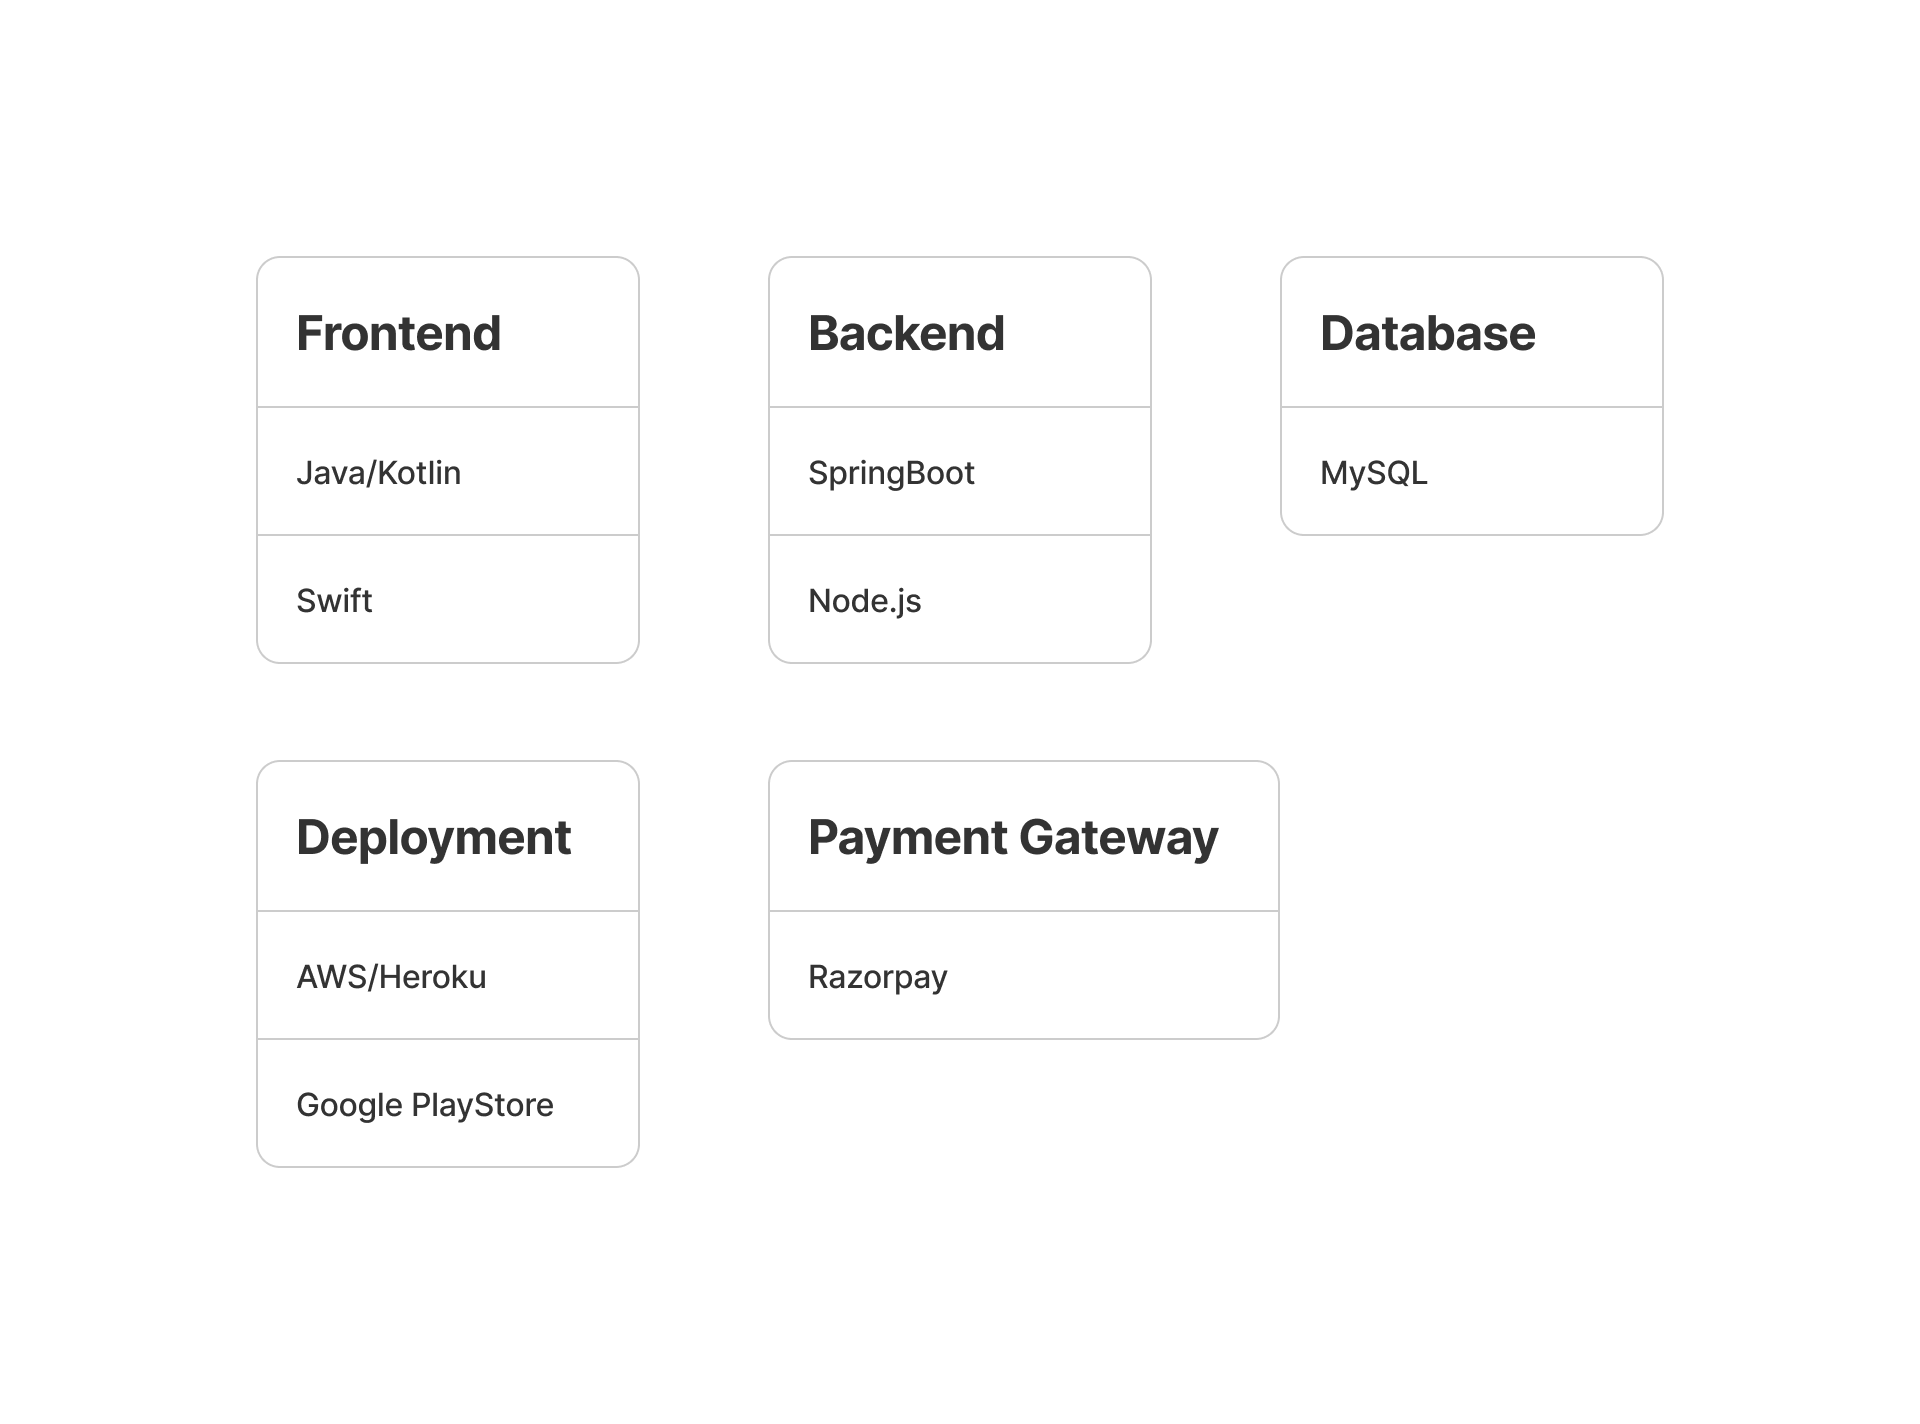 Frontend
Java/Kotlin
Swift
Backend
SpringBoot
Node.js
Database
MySQL
Deployment
AWS/Heroku
Google PlayStore
Payment Gateway
Razorpay